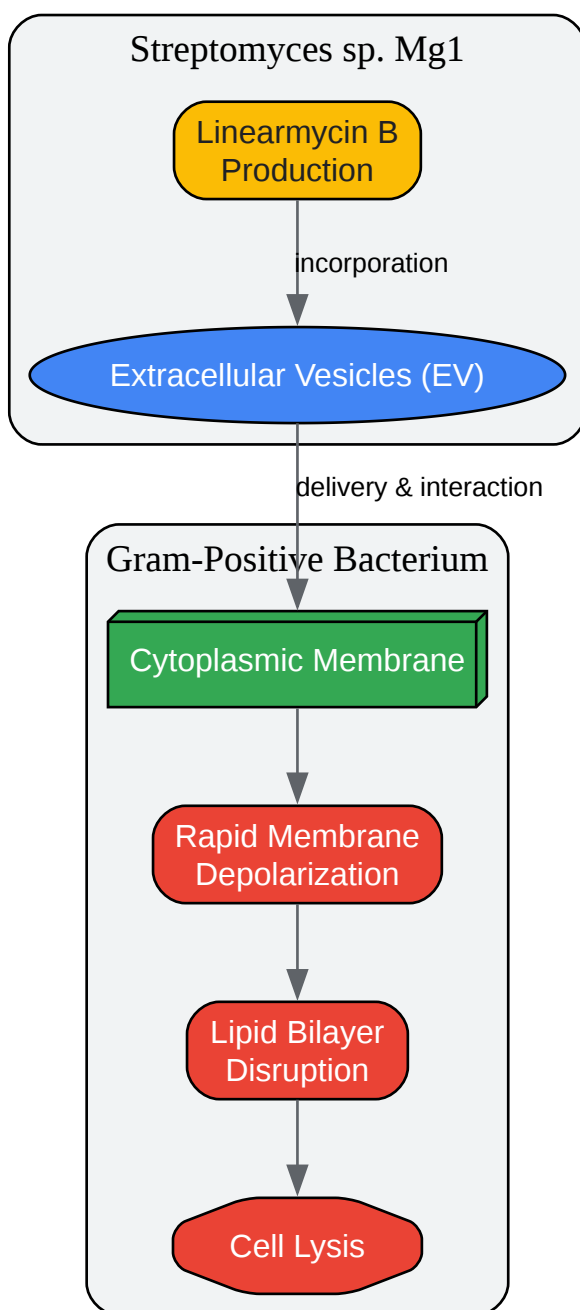 Streptomyces sp. Mg1
Linearmycin B
Production
incorporation
Extracellular Vesicles (EV)
delivery & interaction
Gram-Positive Bacterium
Cytoplasmic Membrane
Rapid Membrane
Depolarization
Lipid Bilayer
Disruption
Cell Lysis